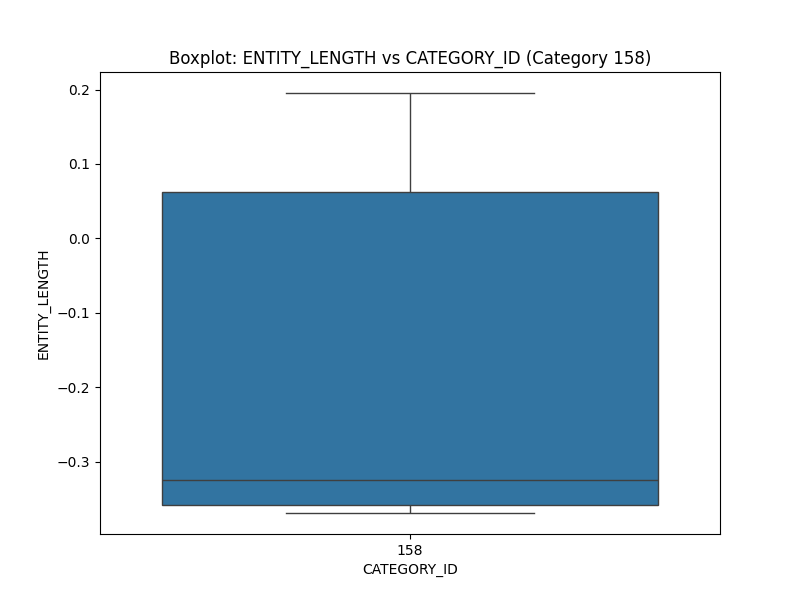 Boxplot: ENTITY_LENGTH vs CATEGORY_ID (Category 158)
0.2
0.1
0.0
−0.1
−0.2
−0.3
ENTITY_LENGTH
158
CATEGORY_ID